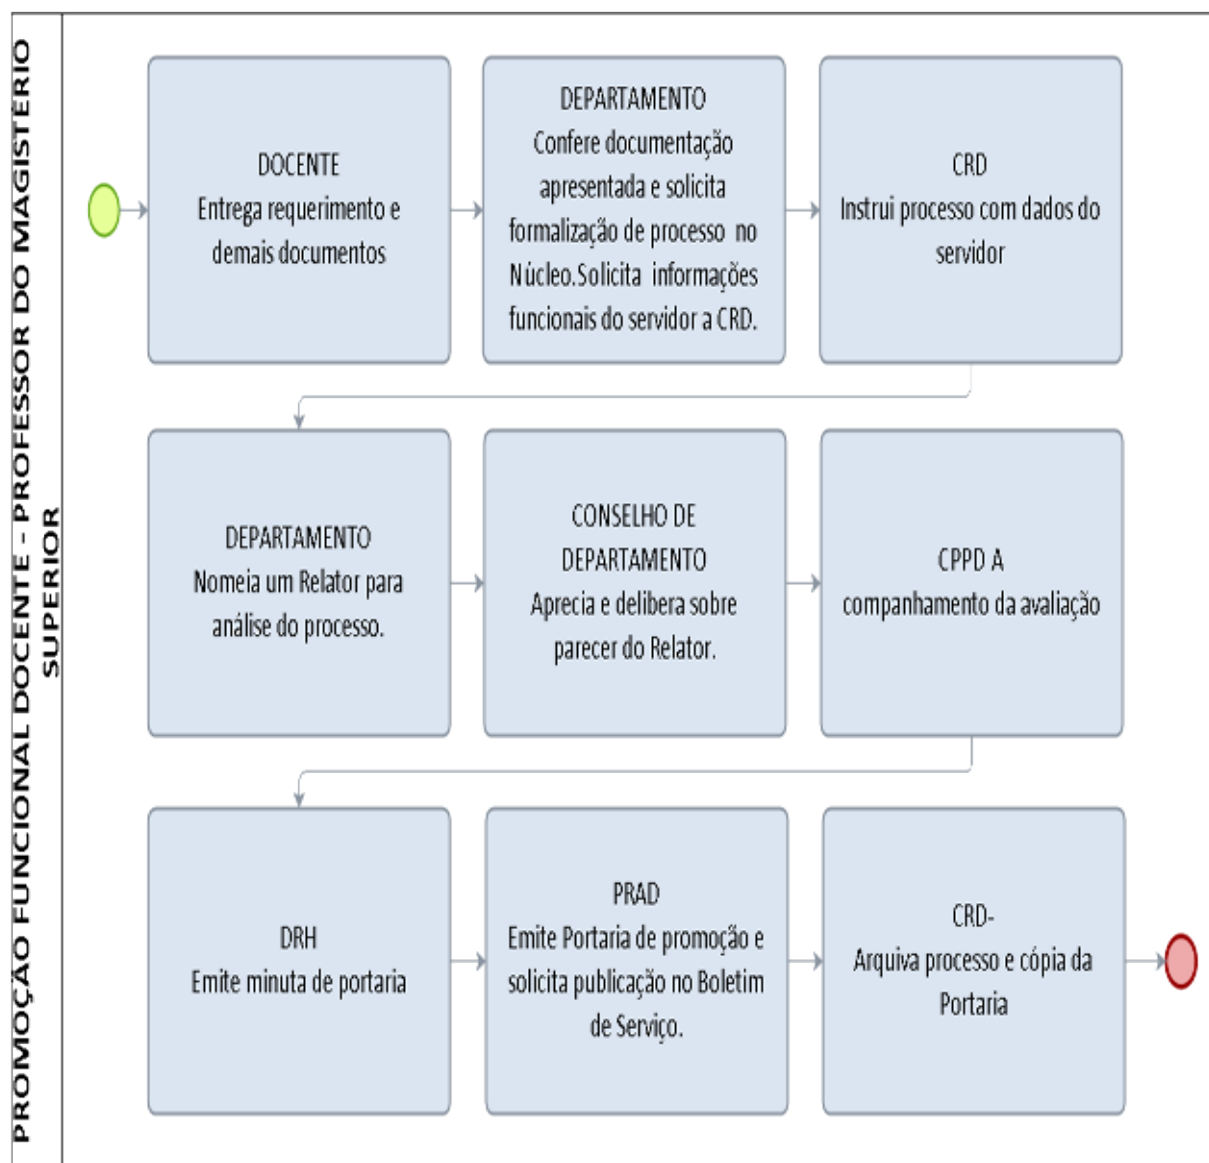 PROMOÇÃO FUNCIONAL DOCENTE - PROFESSOR DO MAGISTÉRIO
SUPERIOR
DOCENTE
Entrega requerimento e
demais documentos
DEPARTAMENTO
Confere documentação
apresentada e solicita
formalização de processo no
Núcleo.Solicita informações
funcionais do servidor a CRD.
CRD
Instrui processo com dados do
servidor
DEPARTAMENTO
Nomeia um Relator para
análise do processo.
CONSELHO DE
DEPARTAMENTO
Aprecia e delibera sobre
parecer do Relator.
CPPD A
companhamento da avaliação
DRH
Emite minuta de portaria
PRAD
Emite Portaria de promoção e
solicita publicação no Boletim
de Serviço.
CRD-
Arquiva processo e cópia da
Portaria